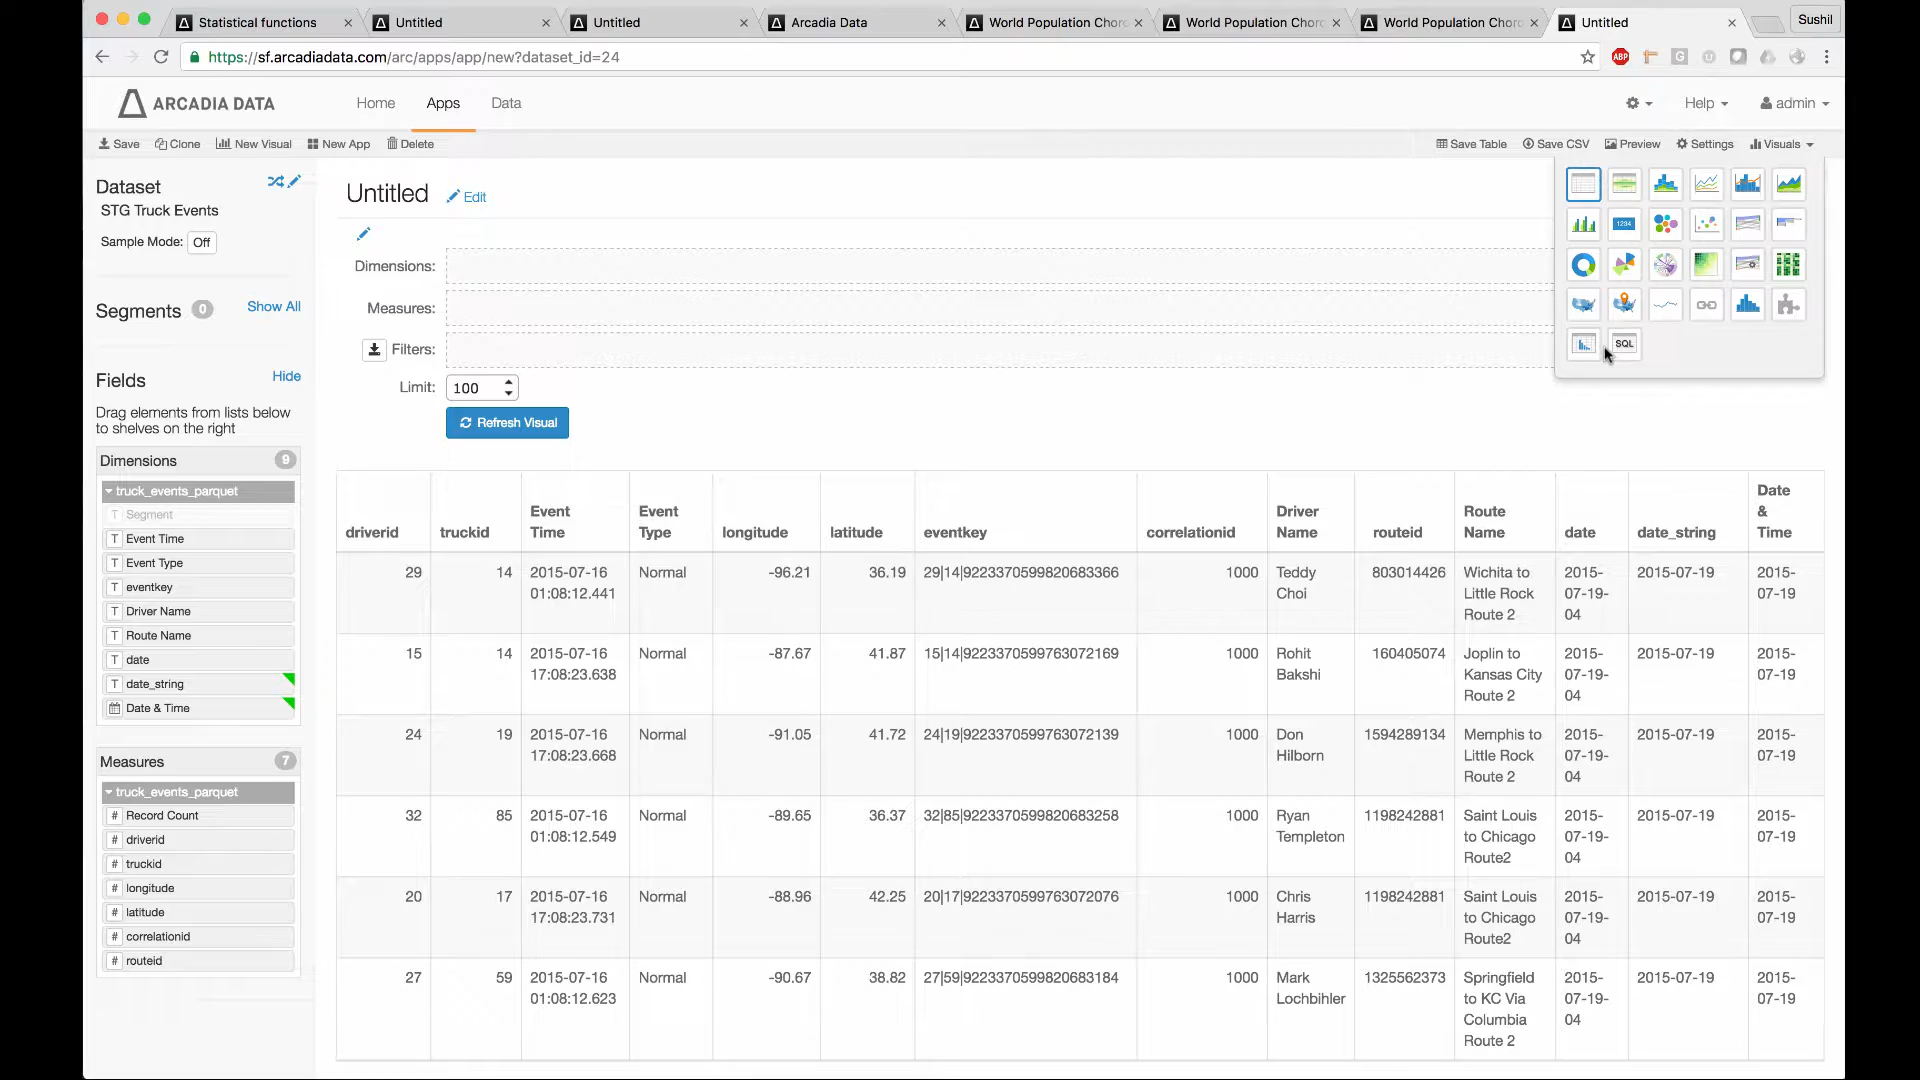 Statistical functions
Untitled
Untitled
Arcadia Data
World Population Chor
World Population Chor
World Population Chor
Untitled
Sushil
https://sf.arcadiadata.com/arc/apps/app/new?dataset_id=24
ABP
ARCADIA DATA
Home
Apps
Data
Help
admin
Save
Clone
New Visual
New App
Delete
Save Table
Save CSV
Preview
Settings
Visuals
Dataset
STG Truck Events
Sample Mode: Off
Segments 0 Show All
Fields Hide
Drag elements from lists below
to shelves on the right
Dimensions 9
truck_events_parquet
T Segment
T Event Time
T Event Type
T eventkey
T Driver Name
T Route Name
T date
T date_string
Date & Time
Measures 7
truck_events_parquet
# Record Count
# driverid
# truckid
# longitude
# latitude
# correlationid
# routeid
Untitled Edit
Dimensions:
Measures:
Filters:
Limit: 100
Refresh Visual
1234
SQL
driverid
truckid
Event
Time
Event
Type
longitude
latitude
eventkey
correlationid
Driver
Name
routeid
Route
Name
date
date_string
Date
&
Time
29
14
2015-07-16
01:08:12.441
Normal
-96.21
36.19
29|14|9223370599820683366
1000
Teddy
Choi
803014426
Wichita to
Little Rock
Route 2
2015-
07-19-
04
2015-07-19
2015-
07-19
15
14
2015-07-16
17:08:23.638
Normal
-87.67
41.87
15|14|9223370599763072169
1000
Rohit
Bakshi
160405074
Joplin to
Kansas City
Route 2
2015-
07-19-
04
2015-07-19
2015-
07-19
24
19
2015-07-16
17:08:23.668
Normal
-91.05
41.72
24|19|9223370599763072139
1000
Don
Hilborn
1594289134
Memphis to
Little Rock
Route 2
2015-
07-19-
04
2015-07-19
2015-
07-19
32
85
2015-07-16
01:08:12.549
Normal
-89.65
36.37
32|85|9223370599820683258
1000
Ryan
Templeton
1198242881
Saint Louis
to Chicago
Route2
2015-
07-19-
04
2015-07-19
2015-
07-19
20
17
2015-07-16
17:08:23.731
Normal
-88.96
42.25
20|17|9223370599763072076
1000
Chris
Harris
1198242881
Saint Louis
to Chicago
Route2
2015-
07-19-
04
2015-07-19
2015-
07-19
27
59
2015-07-16
01:08:12.623
Normal
-90.67
38.82
27|59|9223370599820683184
1000
Mark
Lochbihler
1325562373
Springfield
to KC Via
Columbia
Route 2
2015-
07-19-
04
2015-07-19
2015-
07-19